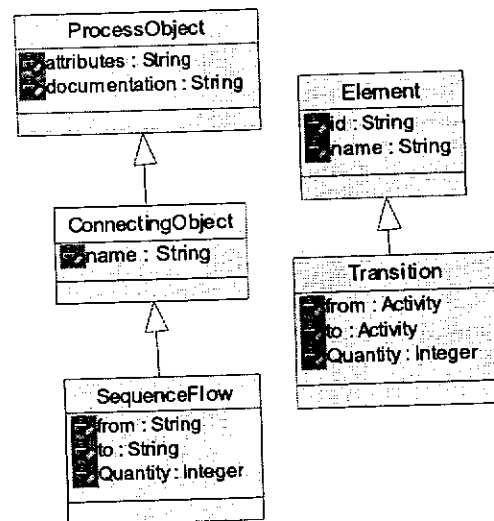 ProcessObject
attributes : String
documentation : String
ConnectingObject
name : String
SequenceFlow
from : String
to : String
Quantity : Integer
Element
id : String
name : String
Transition
from : Activity
to : Activity
Quantity : Integer